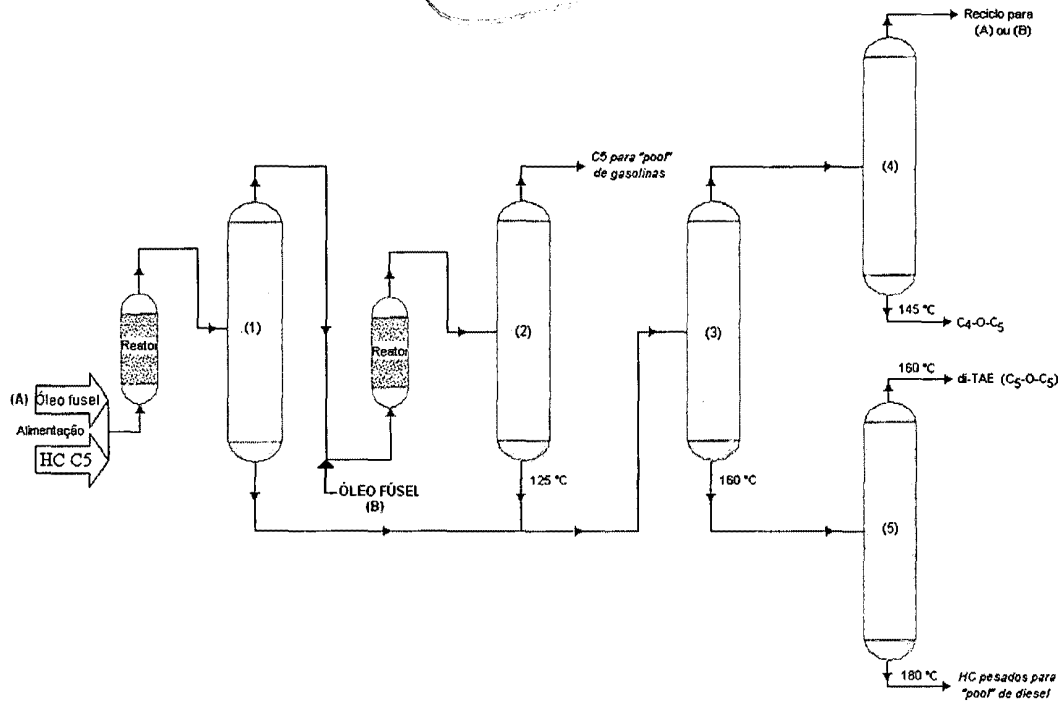 Reciclo para
(A) ou (B)
C5 para "pool"
de gasolinas
(1)
(2)
(3)
(4)
145 °C
C4-O-C5
Reator
Reator
(A) Óleo fusel
Alimentação
HC C5
ÓLEO FÚSEL
(B)
125 °C
160 °C
160 °C
di-TAE (C5-O-C5)
(5)
180 °C
HC pesados para
"pool" de diesel